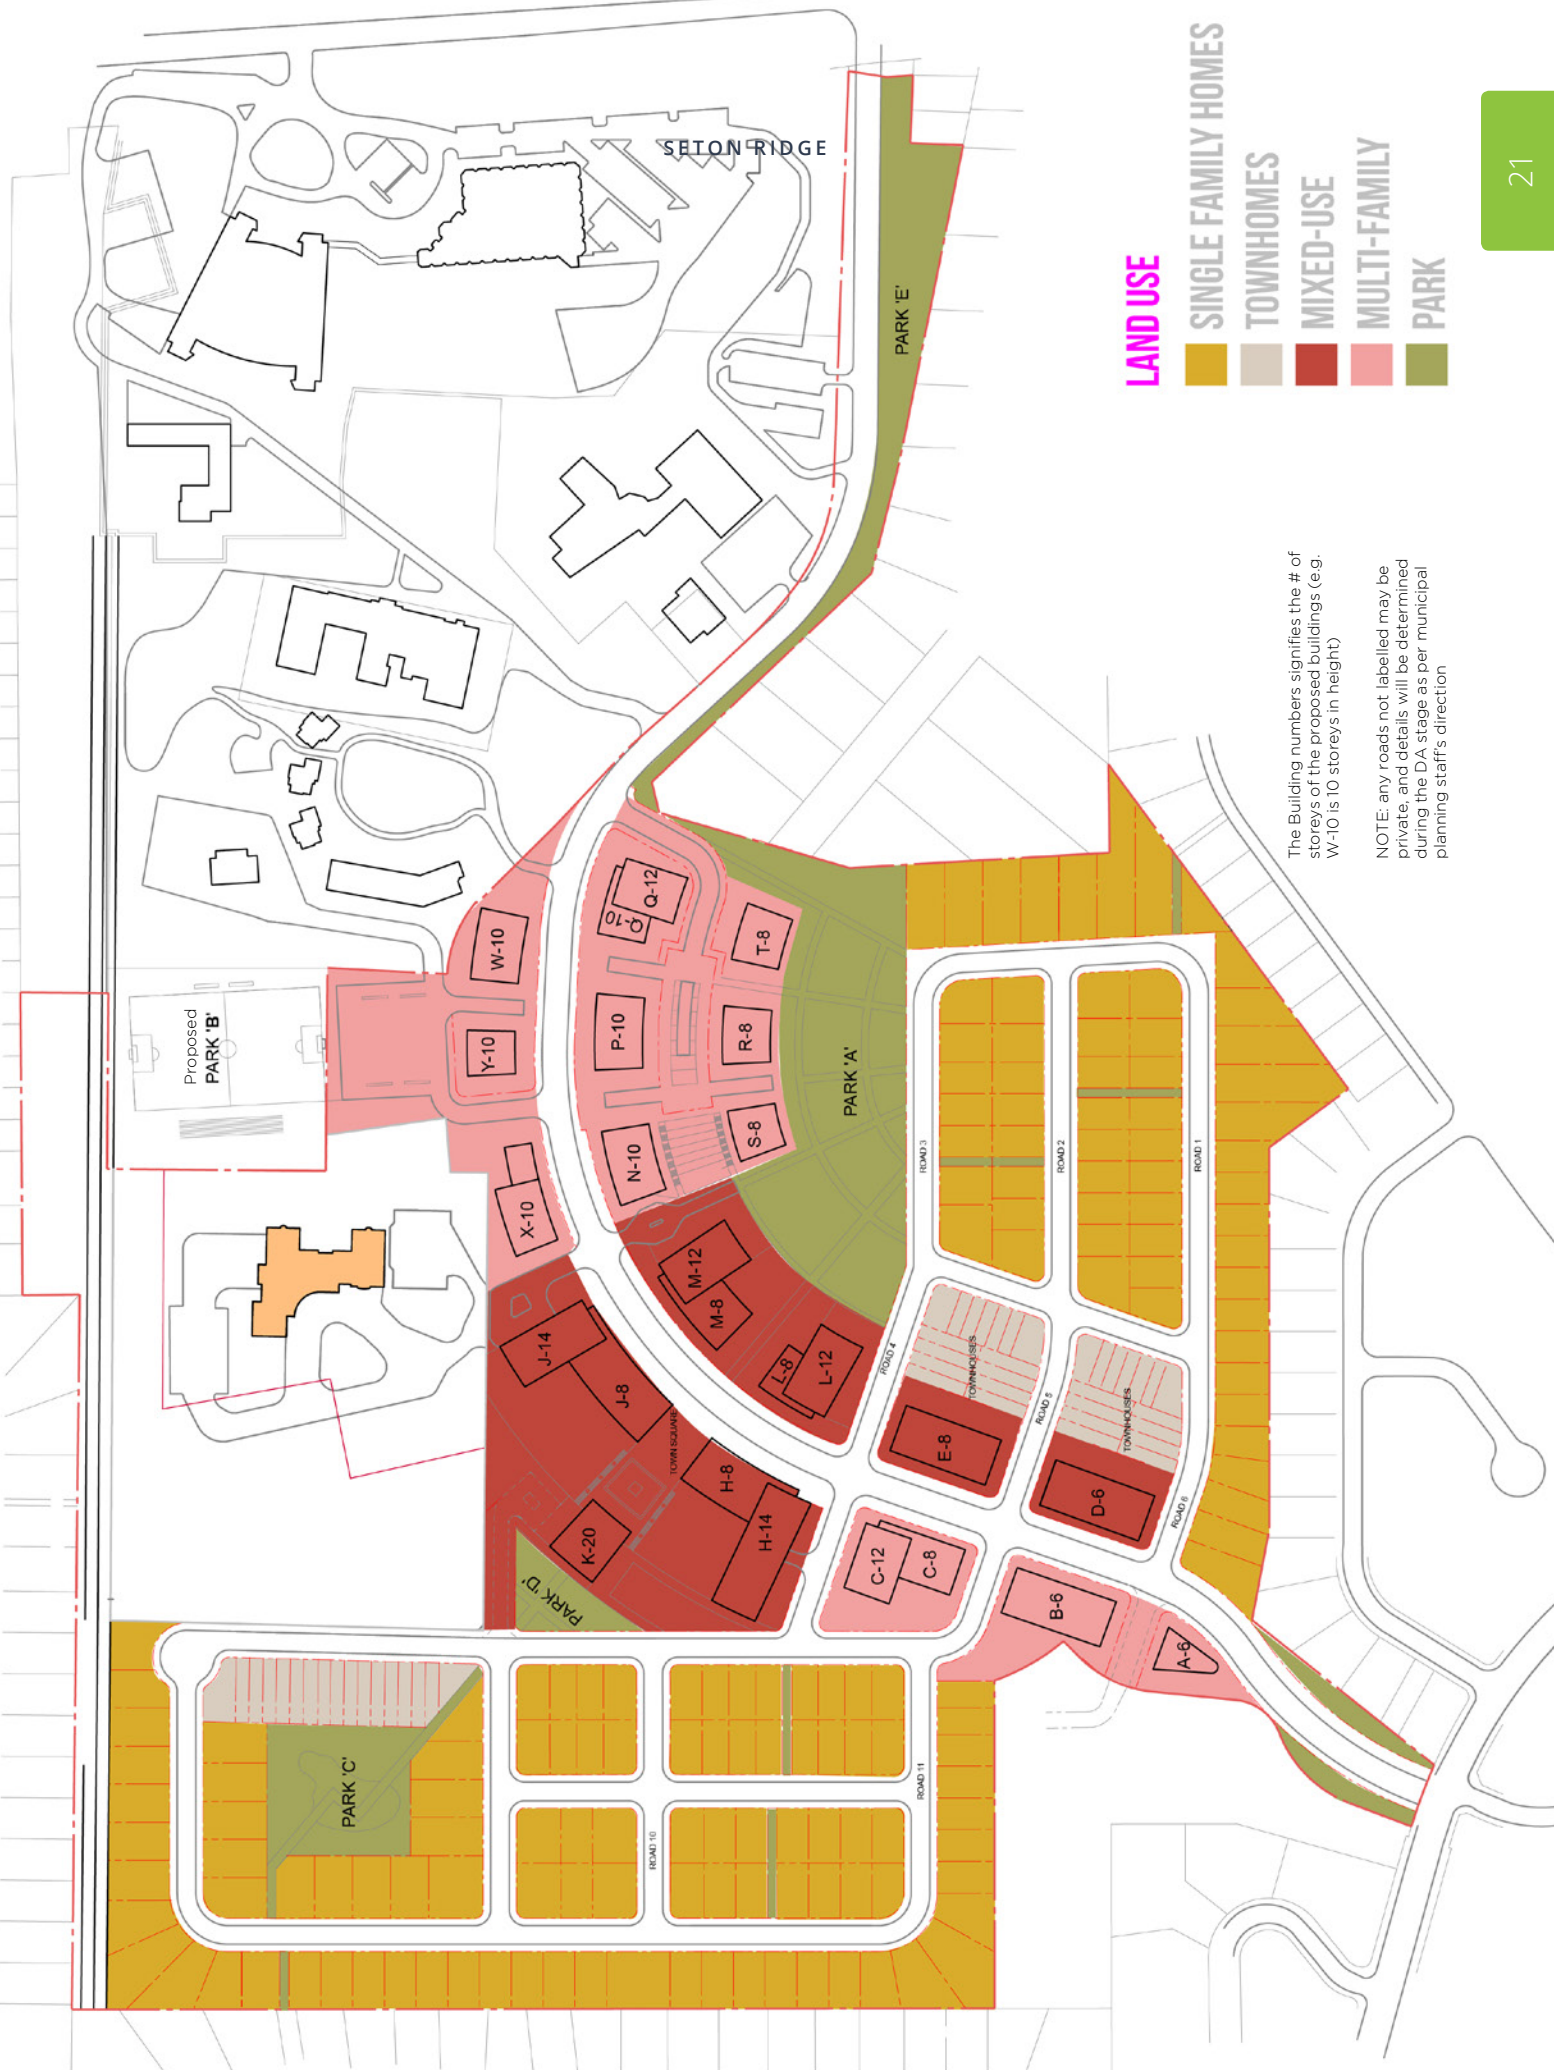 SETON RIDGE
LAND USE
SINGLE FAMILY HOMES
TOWNHOMES
MIXED-USE
MULTI-FAMILY
PARK
21
The Building numbers signifies the # of
storeys of the proposed buildings (e.g.
W-10 is 10 storeys in height)
NOTE: any roads not labelled may be
private, and details will be determined
during the DA stage as per municipal
planning staff's direction
PARK 'E'
Proposed
PARK 'B'
W-10
Y-10
X-10
Q-12
Q-10
P-10
N-10
T-8
R-8
S-8
PARK 'A'
M-12
M-8
L-8
L-12
J-14
J-8
TOWN SQUARE
H-8
H-14
K-20
PARK 'D'
ROAD 3
ROAD 2
ROAD 1
ROAD 4
ROAD 5
ROAD 6
TOWNHOUSES
TOWNHOUSES
E-8
D-6
C-12
C-8
B-6
A-6
PARK 'C'
ROAD 10
ROAD 11